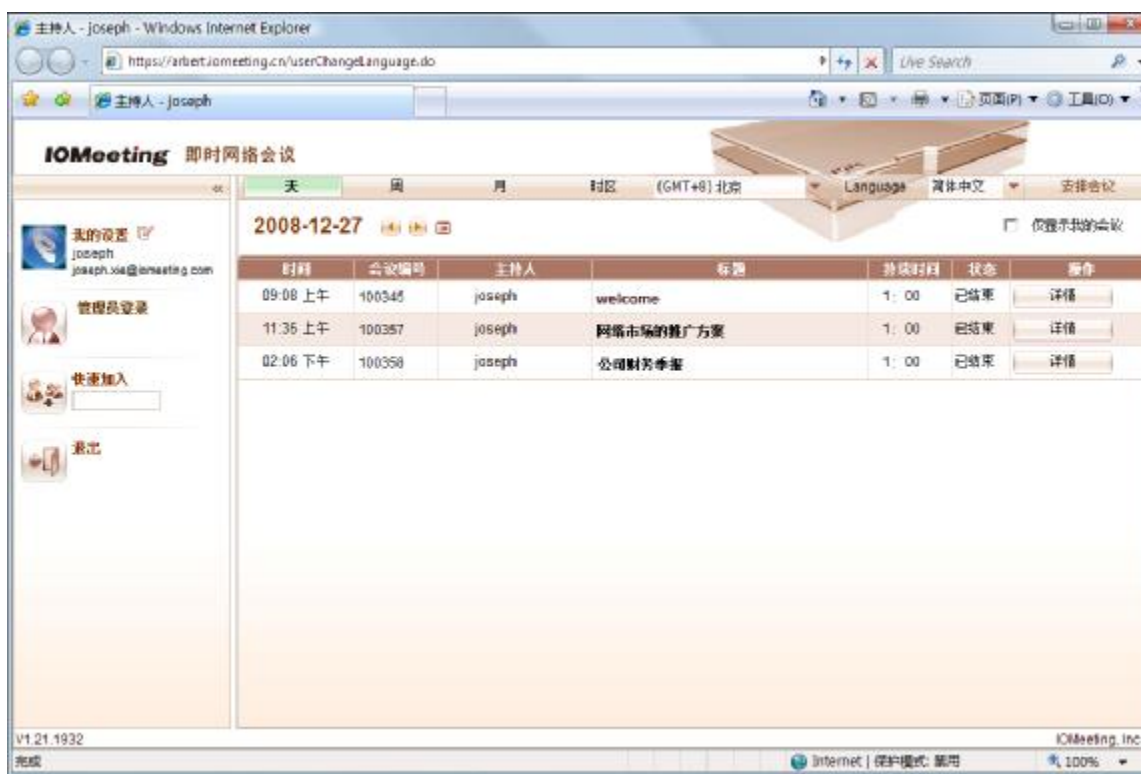 主持人 - joseph - Windows Internet Explorer
https://arbert.iomeeting.cn/userChangeLanguage.do
Live Search
主持人 - joseph
页面(P) 工具(O)
IOMeeting 即时网络会议
天 周 月 时区 (GMT+8) 北京 Language 简体中文 安排会议
我的设置
joseph
joseph.xia@iomeeting.com
管理员登录
快速加入
退出
2008-12-27 仅显示我的会议
时间 会议编号 主持人 标题 持续时间 状态 操作
09:08 上午 100345 joseph welcome 1: 00 已结束 详情
11:36 上午 100357 joseph 网络市场的推广方案 1: 00 已结束 详情
02:06 下午 100358 joseph 公司财务季报 1: 00 已结束 详情
V1.21.1932 IOMeeting, Inc
完成 Internet | 保护模式: 禁用 100%